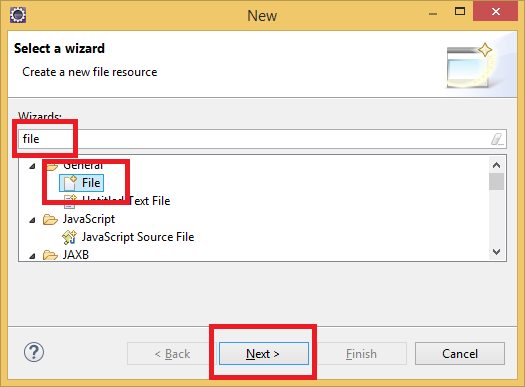 New
Select a wizard
Create a new file resource
Wizards:
file
General
File
Untitled Text File
JavaScript
JavaScript Source File
JAXB
?
< Back
Next >
Finish
Cancel